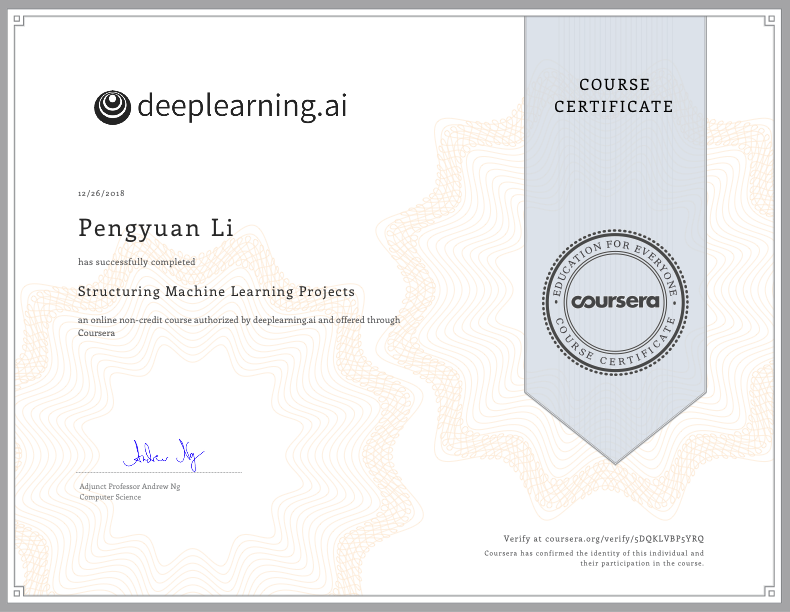 deeplearning.ai
COURSE
CERTIFICATE
12/26/2018
Pengyuan Li
has successfully completed
Structuring Machine Learning Projects
an online non-credit course authorized by deeplearning.ai and offered through
Coursera
EDUCATION FOR EVERYONE
coursera
COURSE CERTIFICATE
Andrew Ng
Adjunct Professor Andrew Ng
Computer Science
Verify at coursera.org/verify/5DQKLVBP5YRQ
Coursera has confirmed the identity of this individual and
their participation in the course.